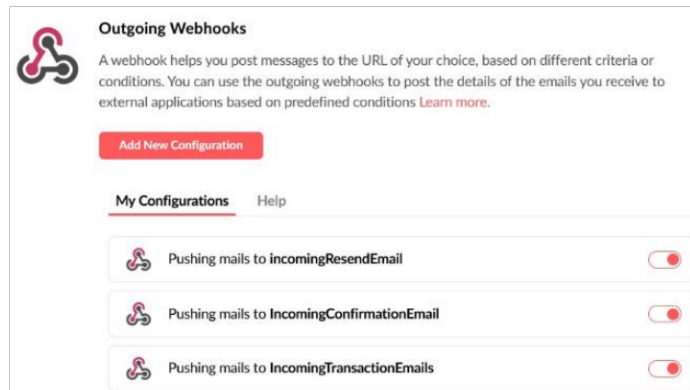 Outgoing Webhooks
A webhook helps you post messages to the URL of your choice, based on different criteria or
conditions. You can use the outgoing webhooks to post the details of the emails you receive to
external applications based on predefined conditions Learn more.
Add New Configuration
My Configurations Help
Pushing mails to incomingResendEmail
Pushing mails to IncomingConfirmationEmail
Pushing mails to IncomingTransactionEmails